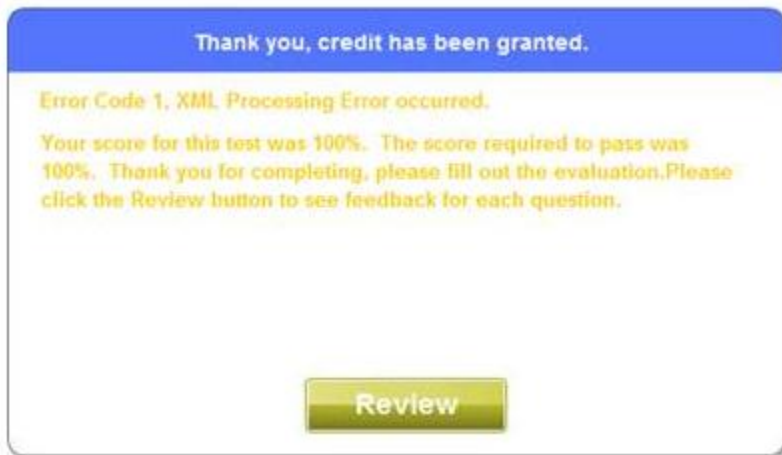 Thank you, credit has been granted.
Error Code 1, XML Processing Error occurred.
Your score for this test was 100%.  The score required to pass was
100%.  Thank you for completing, please fill out the evaluation.Please
click the Review button to see feedback for each question.
Review